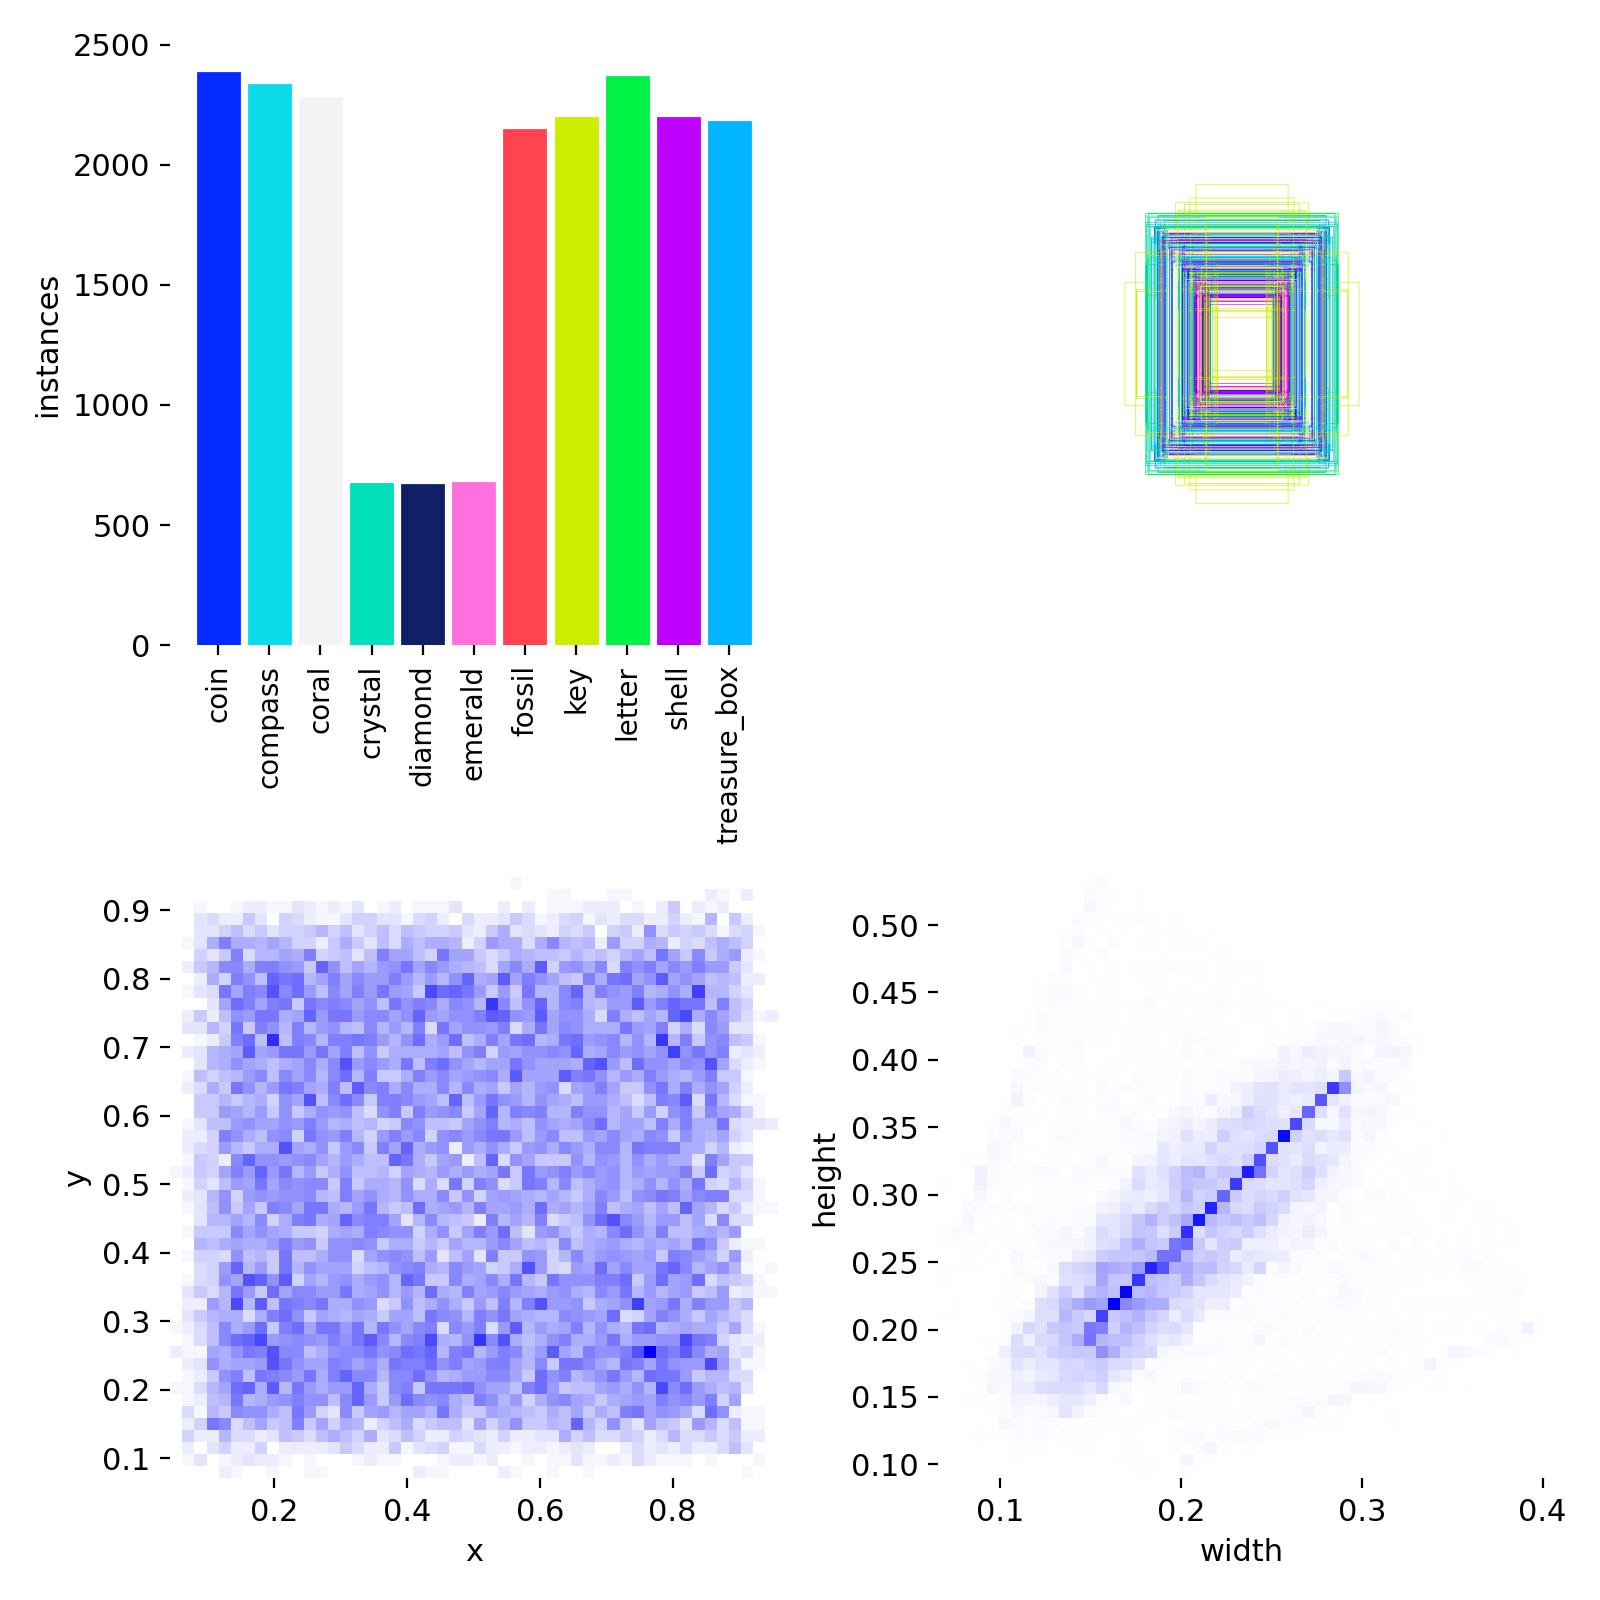 2500
2000
1500
1000
500
0
instances
coin
compass
coral
crystal
diamond
emerald
fossil
key
letter
shell
treasure_box
0.9
0.8
0.7
0.6
0.5
0.4
0.3
0.2
0.1
y
0.2 0.4 0.6 0.8
x
0.50
0.45
0.40
0.35
0.30
0.25
0.20
0.15
0.10
height
0.1 0.2 0.3 0.4
width